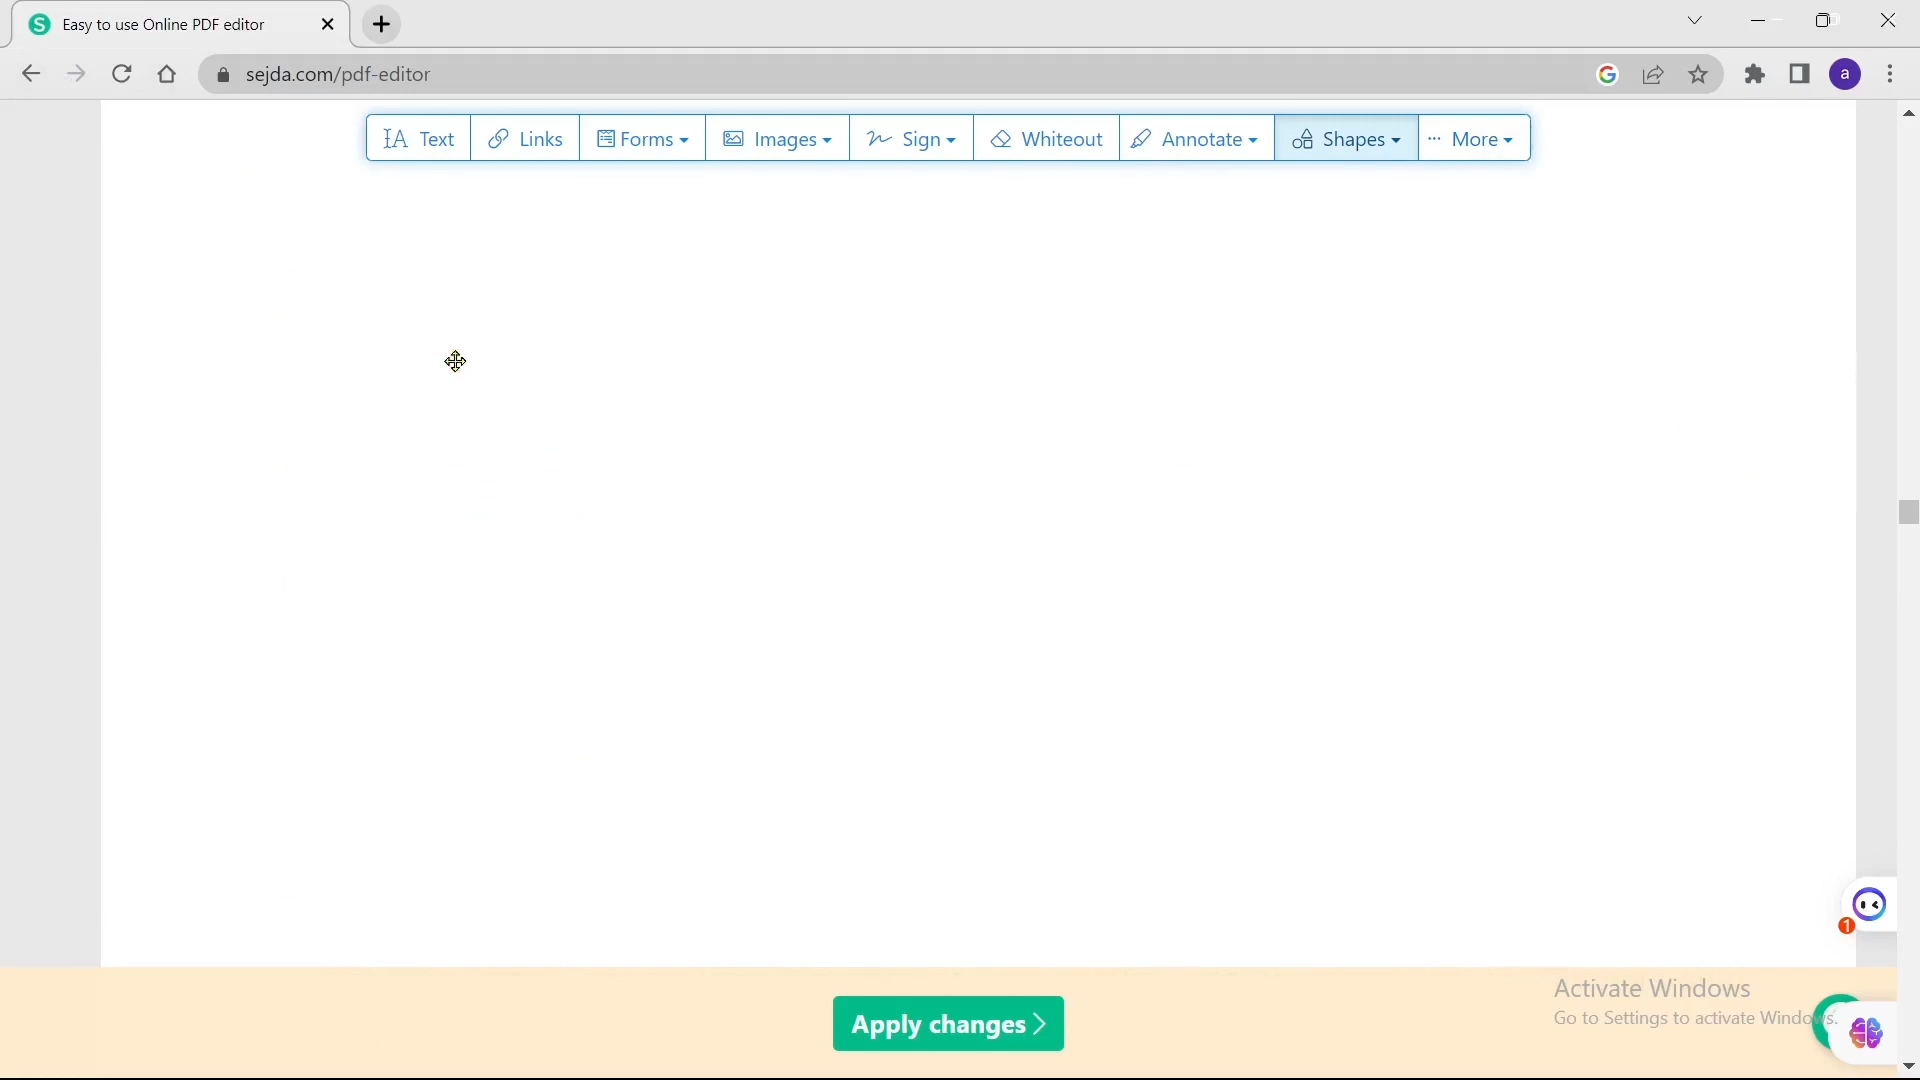 Easy to use Online PDF editor
sejda.com/pdf-editor
a
Text Links Forms Images Sign Whiteout Annotate Shapes More
1
Activate Windows
Go to Settings to activate Windows.
Apply changes